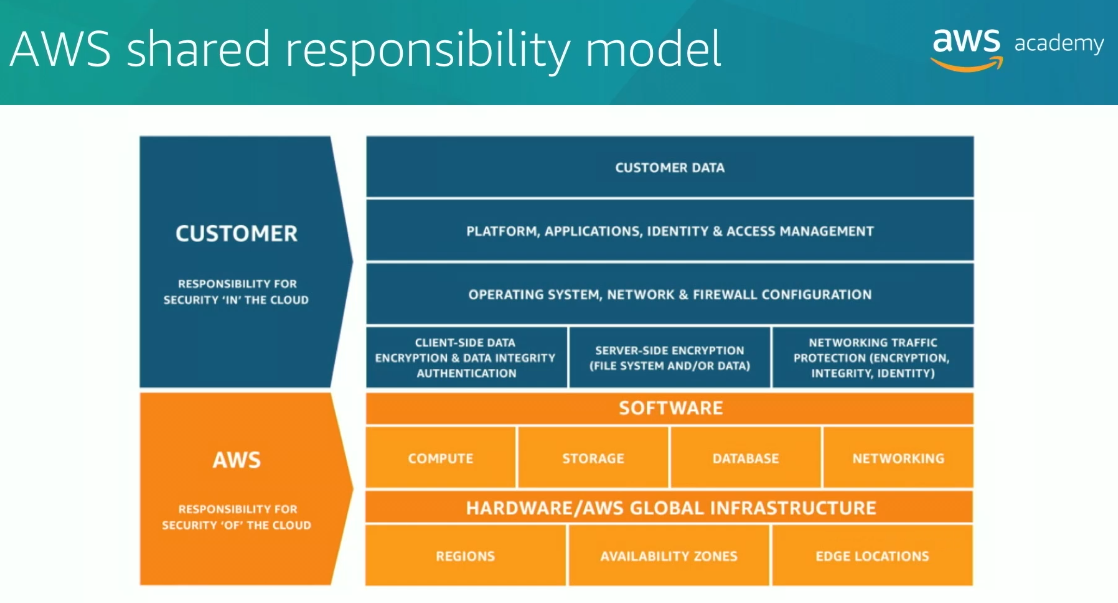 AWS shared responsibility model
aws academy
CUSTOMER
RESPONSIBILITY FOR
SECURITY ‘IN’ THE CLOUD
CUSTOMER DATA
PLATFORM, APPLICATIONS, IDENTITY & ACCESS MANAGEMENT
OPERATING SYSTEM, NETWORK & FIREWALL CONFIGURATION
CLIENT-SIDE DATA
ENCRYPTION & DATA INTEGRITY
AUTHENTICATION
SERVER-SIDE ENCRYPTION
(FILE SYSTEM AND/OR DATA)
NETWORKING TRAFFIC
PROTECTION (ENCRYPTION,
INTEGRITY, IDENTITY)
AWS
RESPONSIBILITY FOR
SECURITY ‘OF’ THE CLOUD
SOFTWARE
COMPUTE
STORAGE
DATABASE
NETWORKING
HARDWARE/AWS GLOBAL INFRASTRUCTURE
REGIONS
AVAILABILITY ZONES
EDGE LOCATIONS